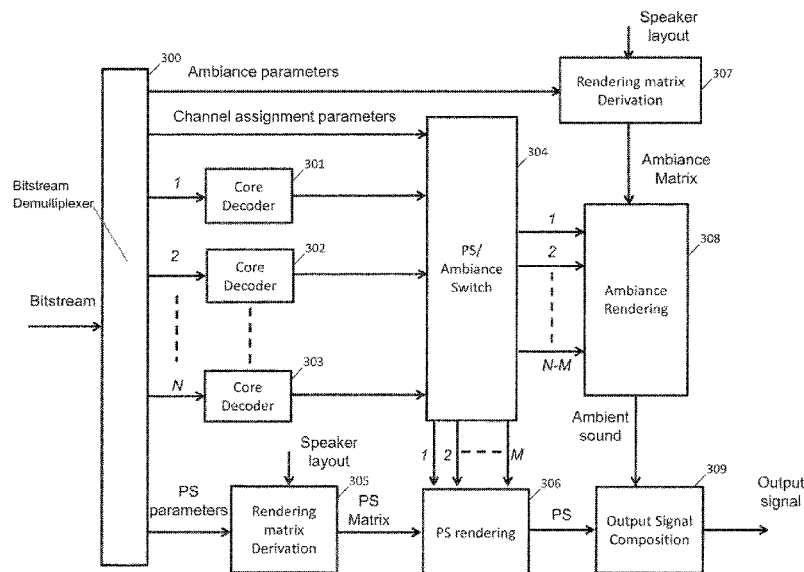 Speaker
layout
300
Ambiance parameters
Rendering matrix
Derivation
307
Channel assignment parameters
304
Ambiance
Matrix
301
1
Core
Decoder
Bitstream
Demultiplexer
302
2
Core
Decoder
PS/
Ambiance
Switch
1
2
308
Ambiance
Rendering
Bitstream
303
N
Core
Decoder
N-M
Speaker
layout
1
2
M
Ambient
sound
305
306
309
Output
signal
PS
parameters
Rendering
matrix
Derivation
PS
Matrix
PS rendering
PS
Output Signal
Composition